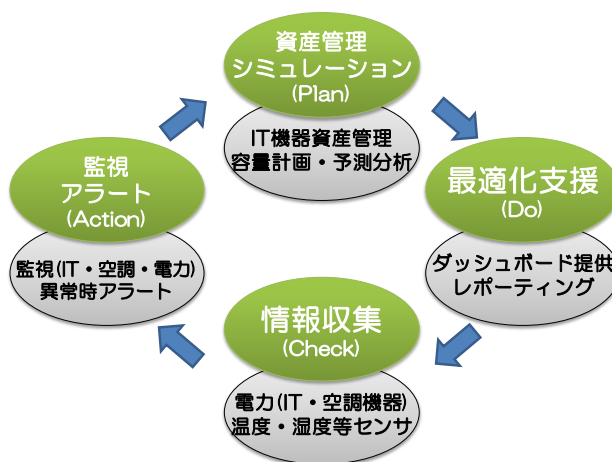 資産管理
シミュレーション
(Plan)
IT機器資産管理
容量計画・予測分析
最適化支援
(Do)
ダッシュボード提供
レポーティング
情報収集
(Check)
電力(IT・空調機器)
温度・湿度等センサ
監視
アラート
(Action)
監視(IT・空調・電力)
異常時アラート